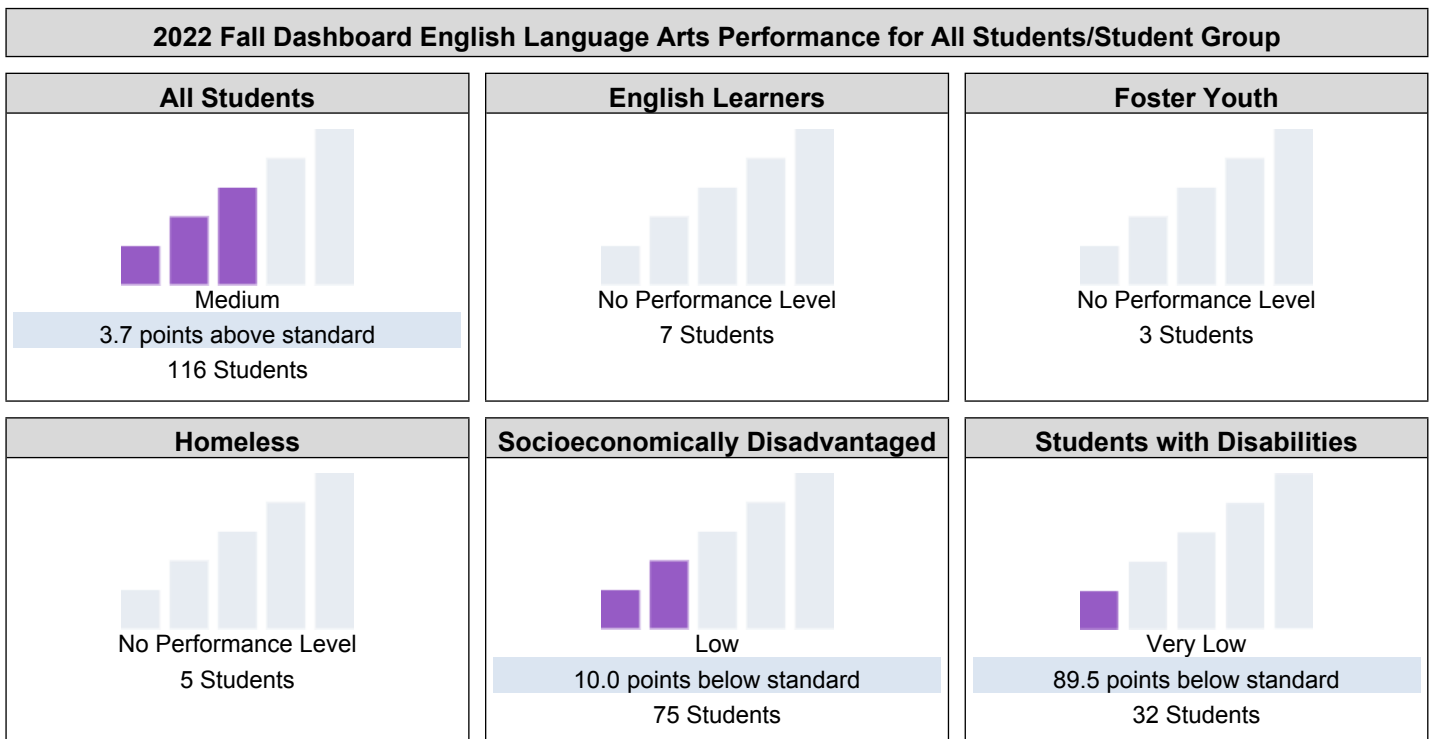 2022 Fall Dashboard English Language Arts Performance for All Students/Student Group
All Students
Medium
3.7 points above standard
116 Students
English Learners
No Performance Level
7 Students
Foster Youth
No Performance Level
3 Students
Homeless
No Performance Level
5 Students
Socioeconomically Disadvantaged
Low
10.0 points below standard
75 Students
Students with Disabilities
Very Low
89.5 points below standard
32 Students